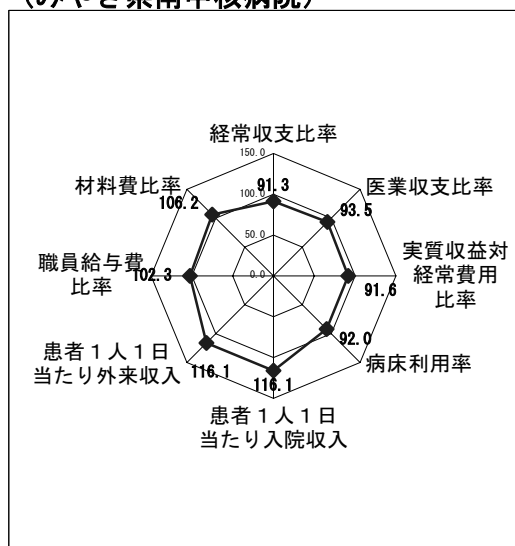 （みやぎ県南中核病院）
経常収支比率
150.0
91.3
医業収支比率
材料費比率
106.2
100.0
93.5
50.0
実質収益対
経常費用
比率
職員給与費
比率
102.3
0.0
91.6
患者１人１日
当たり外来収入
92.0
病床利用率
116.1
116.1
患者１人１日
当たり入院収入